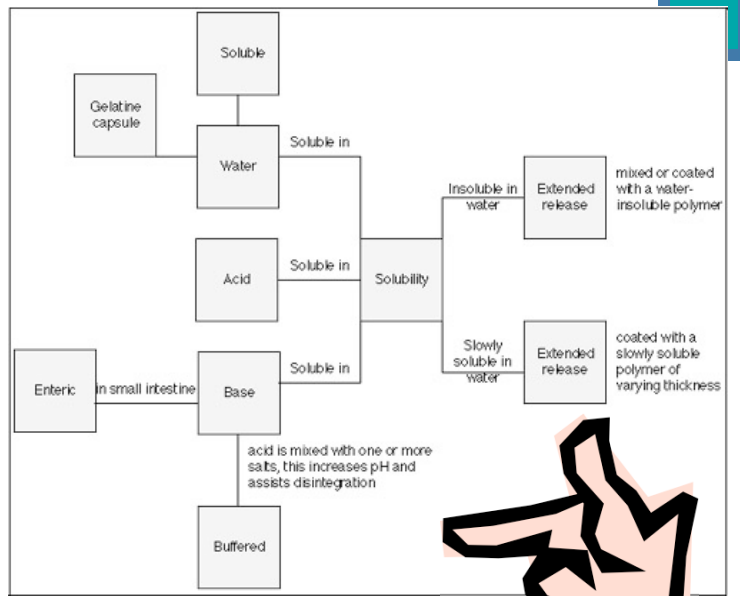 Soluble
Gelatine
capsule
Water
Soluble in
Insoluble in
water
Extended
release
mixed or coated
with a water-
insoluble polymer
Acid
Soluble in
Solubility
Enteric
in small intestine
Base
Soluble in
Slowly
soluble in
water
Extended
release
coated with a
slowly soluble
polymer of
varying thickness
acid is mixed with one or more
salts, this increases pH and
assists disintegration
Buffered